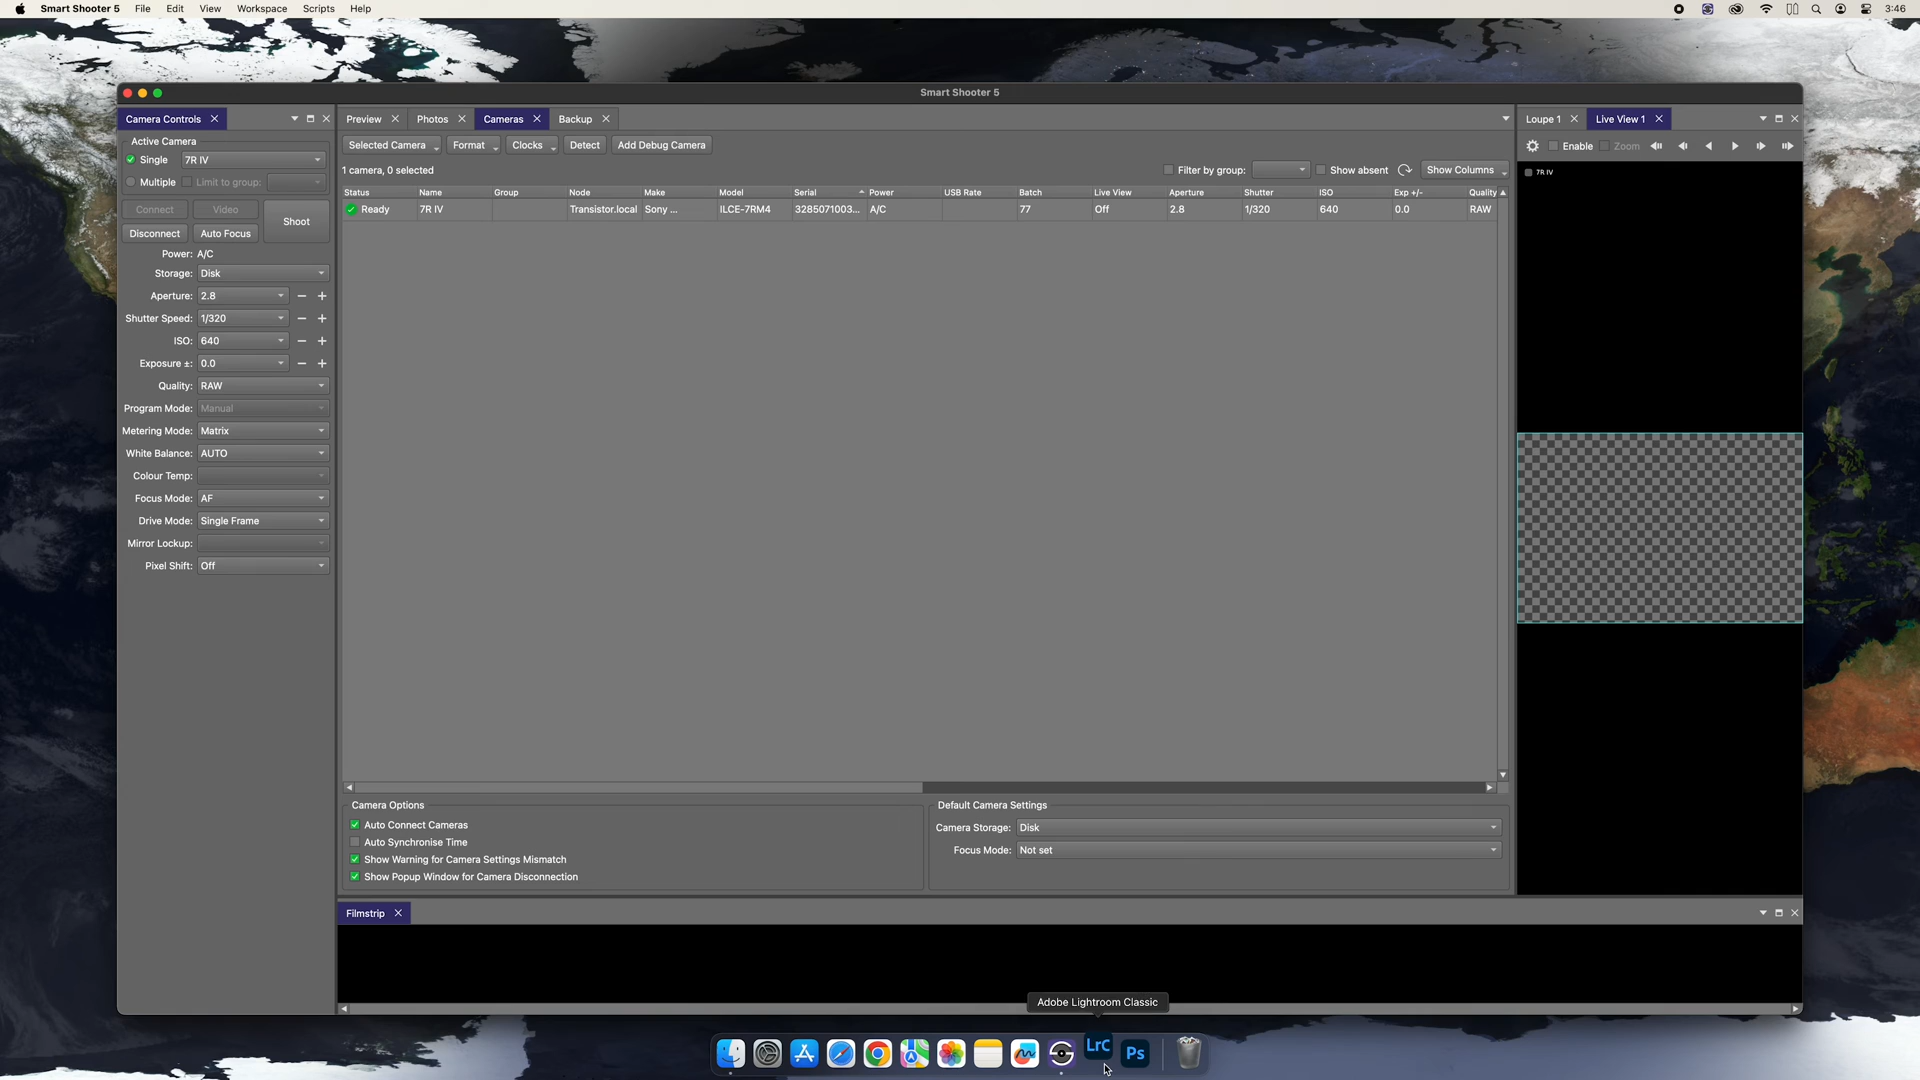 Smart Shooter 5 File Edit View Workspace Scripts Help 3:46
Smart Shooter 5
Camera Controls
Preview Photos Cameras Backup
Loupe 1 Live View 1
Active Camera
Single 7R IV
Multiple Limit to group:
Connect Video Shoot
Disconnect Auto Focus
Power: A/C
Storage: Disk
Aperture: 2.8
Shutter Speed: 1/320
ISO: 640
Exposure ±: 0.0
Quality: RAW
Program Mode: Manual
Metering Mode: Matrix
White Balance: AUTO
Colour Temp:
Focus Mode: AF
Drive Mode: Single Frame
Mirror Lockup:
Pixel Shift: Off
Selected Camera Format Clocks Detect Add Debug Camera
1 camera, 0 selected Filter by group: Show absent Show Columns
Status Name Group Node Make Model Serial Power USB Rate Batch Live View Aperture Shutter ISO Exp +/- Quality
Ready 7R IV Transistor.local Sony ... ILCE-7RM4 3285071003... A/C 77 Off 2.8 1/320 640 0.0 RAW
Camera Options
Auto Connect Cameras
Auto Synchronise Time
Show Warning for Camera Settings Mismatch
Show Popup Window for Camera Disconnection
Default Camera Settings
Camera Storage: Disk
Focus Mode: Not set
Enable Zoom
7R IV
Filmstrip
Adobe Lightroom Classic
LrC Ps